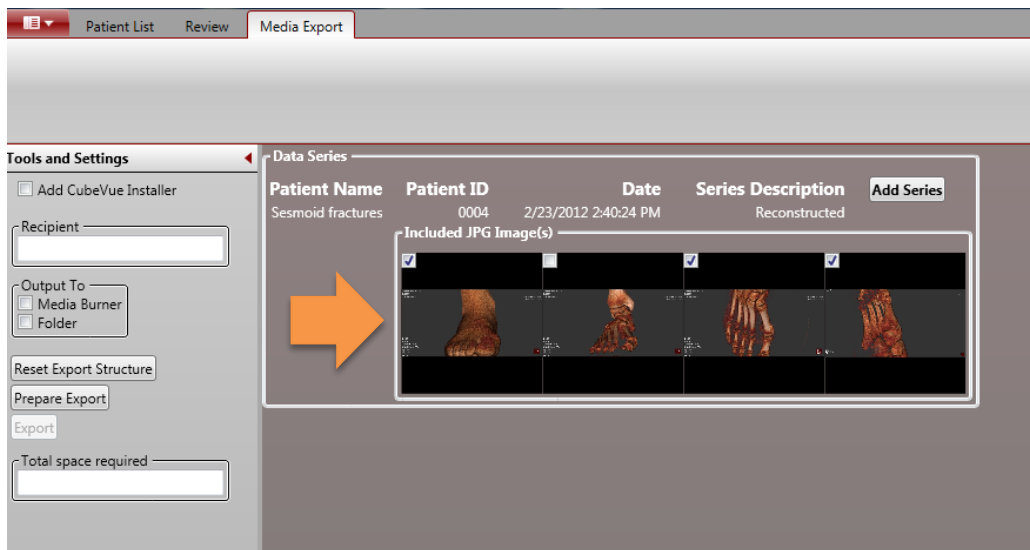 Patient List Review Media Export
Tools and Settings
Add CubeVue Installer
Recipient
Output To
Media Burner
Folder
Reset Export Structure
Prepare Export
Export
Total space required
Data Series
Patient Name Patient ID Date Series Description Add Series
Sesmoid fractures 0004 2/23/2012 2:40:24 PM Reconstructed
Included JPG Image(s)